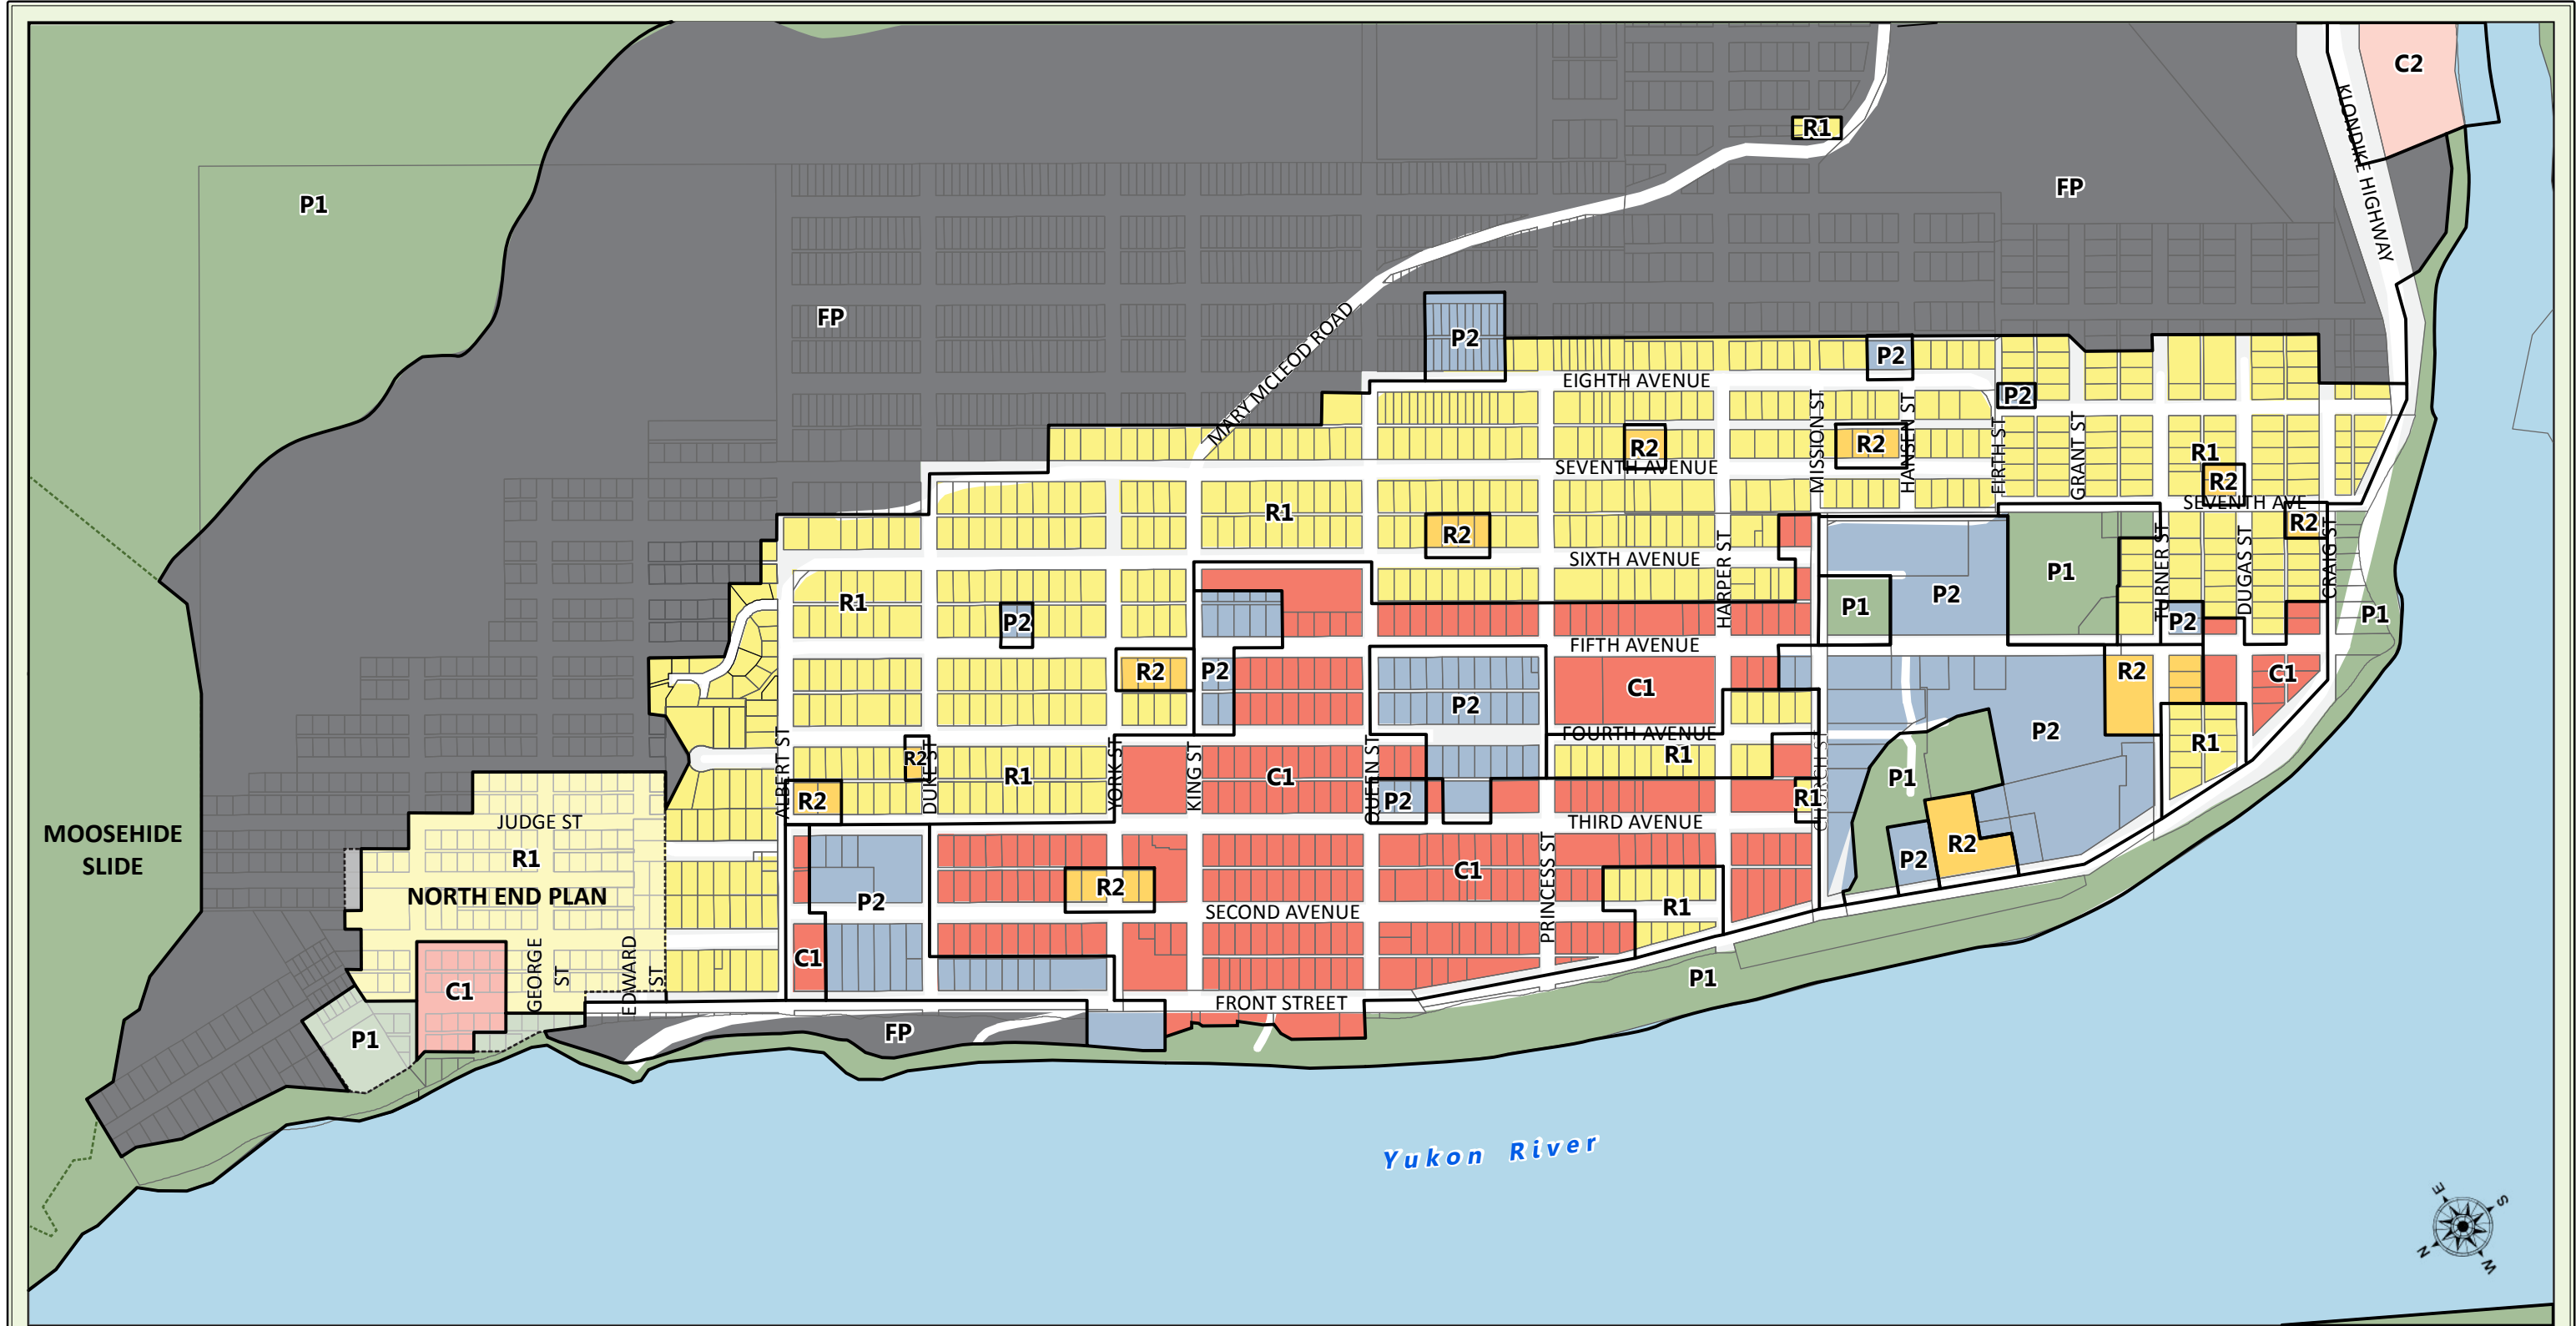 C2
KLONDIKE HIGHWAY
R1
FP
P1
FP
MARY MCLEOD ROAD
P2
P2
EIGHTH AVENUE
P2
MISSION ST
HANSEN ST
FIRTH ST
GRANT ST
R2
R2
R1
SEVENTH AVENUE
R2
SEVENTH AVE
R1
R2
R2
TURNER ST
DUGAS ST
CRAIG ST
SIXTH AVENUE
HARPER ST
P1
P2
P1
R1
P2
P2
P1
FIFTH AVENUE
R2
P2
C1
R2
C1
P2
P2
FOURTH AVENUE
R1
R1
ALBERT ST
R2
DUKE ST
R1
YORK ST
KING ST
C1
QUEEN ST
P2
R1
CHURCH ST
P1
R2
JUDGE ST
THIRD AVENUE
MOOSEHIDE
SLIDE
R1
NORTH END PLAN
P2
R2
C1
PRINCESS ST
R1
P2
R2
SECOND AVENUE
C1
C1
GEORGE
ST
EDWARD
ST
P1
FRONT STREET
P1
FP
Yukon River
E
S
N
W